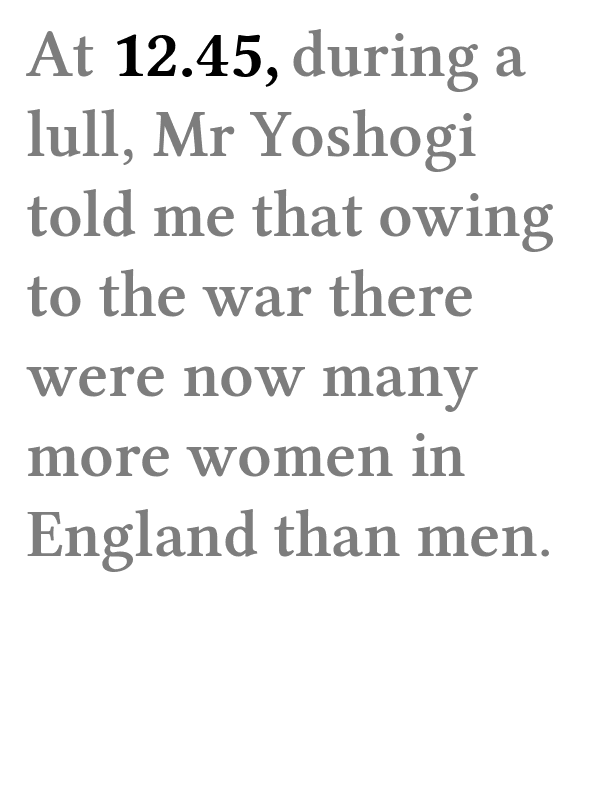 At 12.45, during a
lull, Mr Yoshogi
told me that owing
to the war there
were now many
more women in
England than men.